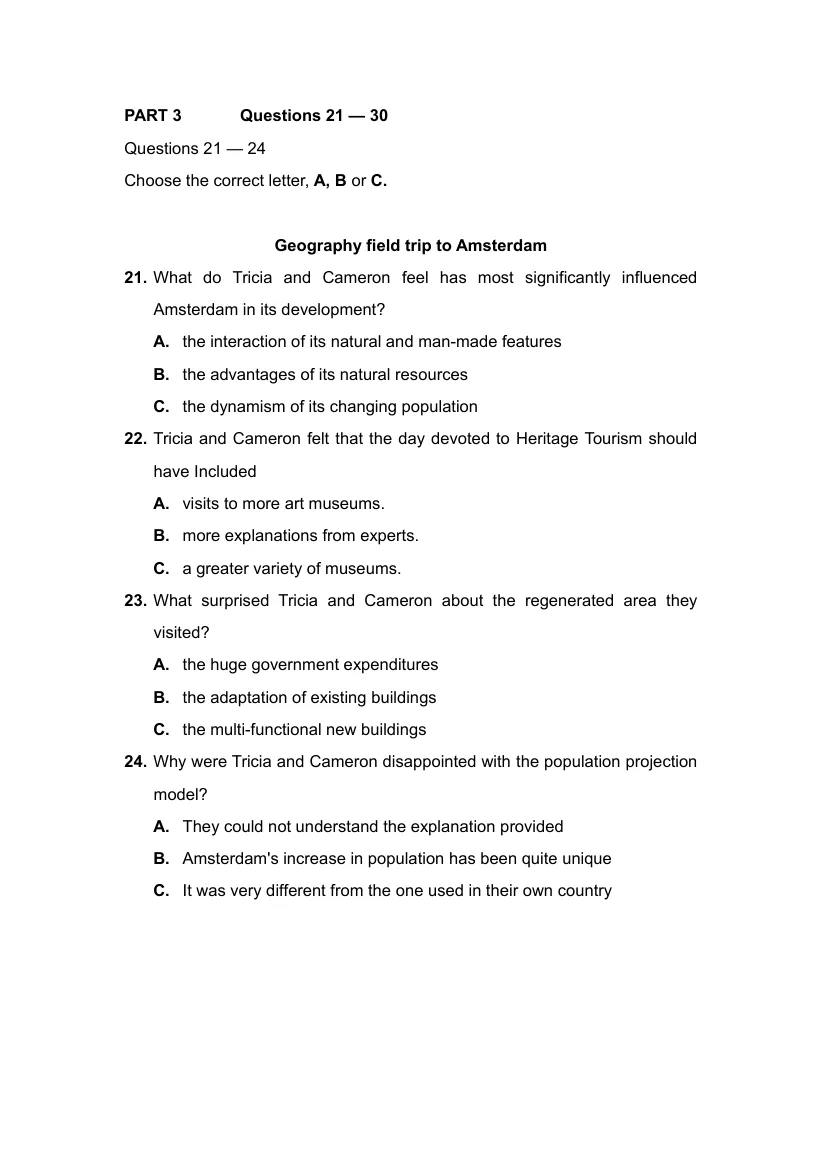 PART 3 Questions 21 — 30
Questions 21 — 24
Choose the correct letter, A, B or C.
Geography field trip to Amsterdam
21. What do Tricia and Cameron feel has most significantly influenced
Amsterdam in its development?
A. the interaction of its natural and man-made features
B. the advantages of its natural resources
C. the dynamism of its changing population
22. Tricia and Cameron felt that the day devoted to Heritage Tourism should
have Included
A. visits to more art museums.
B. more explanations from experts.
C. a greater variety of museums.
23. What surprised Tricia and Cameron about the regenerated area they
visited?
A. the huge government expenditures
B. the adaptation of existing buildings
C. the multi-functional new buildings
24. Why were Tricia and Cameron disappointed with the population projection
model?
A. They could not understand the explanation provided
B. Amsterdam's increase in population has been quite unique
C. It was very different from the one used in their own country